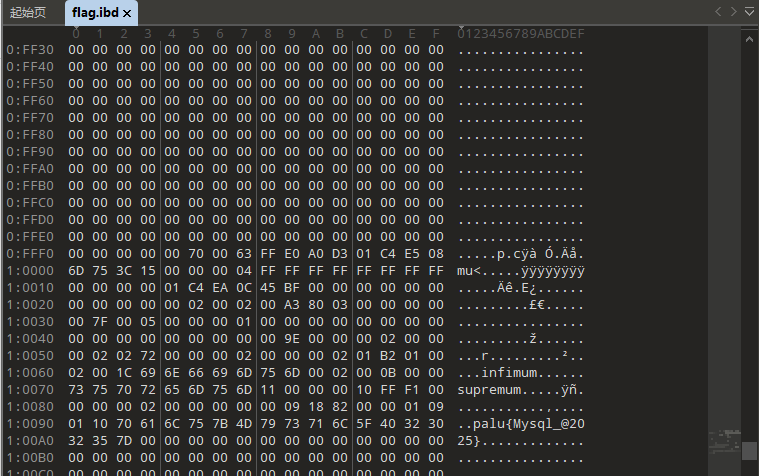 起始页 flag.ibd ×
0 1 2 3 4 5 6 7 8 9 A B C D E F 0123456789ABCDEF
0:FF30 00 00 00 00 00 00 00 00 00 00 00 00 00 00 00 00 ................
0:FF40 00 00 00 00 00 00 00 00 00 00 00 00 00 00 00 00 ................
0:FF50 00 00 00 00 00 00 00 00 00 00 00 00 00 00 00 00 ................
0:FF60 00 00 00 00 00 00 00 00 00 00 00 00 00 00 00 00 ................
0:FF70 00 00 00 00 00 00 00 00 00 00 00 00 00 00 00 00 ................
0:FF80 00 00 00 00 00 00 00 00 00 00 00 00 00 00 00 00 ................
0:FF90 00 00 00 00 00 00 00 00 00 00 00 00 00 00 00 00 ................
0:FFA0 00 00 00 00 00 00 00 00 00 00 00 00 00 00 00 00 ................
0:FFB0 00 00 00 00 00 00 00 00 00 00 00 00 00 00 00 00 ................
0:FFC0 00 00 00 00 00 00 00 00 00 00 00 00 00 00 00 00 ................
0:FFD0 00 00 00 00 00 00 00 00 00 00 00 00 00 00 00 00 ................
0:FFE0 00 00 00 00 00 00 00 00 00 00 00 00 00 00 00 00 ................
0:FFF0 00 00 00 00 00 70 00 63 FF E0 A0 D3 01 C4 E5 08 .....p.cÿà Ó.Äå.
1:0000 6D 75 3C 15 00 00 00 04 FF FF FF FF FF FF FF FF mu<.....ÿÿÿÿÿÿÿÿ
1:0010 00 00 00 00 01 C4 EA 0C 45 BF 00 00 00 00 00 00 .....Äê.E¿......
1:0020 00 00 00 00 00 02 00 02 00 A3 80 03 00 00 00 00 .........£€.....
1:0030 00 7F 00 05 00 00 00 01 00 00 00 00 00 00 00 00 ................
1:0040 00 00 00 00 00 00 00 00 00 9E 00 00 00 02 00 00 .........ž......
1:0050 00 02 02 72 00 00 00 02 00 00 00 02 01 B2 01 00 ...r.........²..
1:0060 02 00 1C 69 6E 66 69 6D 75 6D 00 02 00 0B 00 00 ...infimum......
1:0070 73 75 70 72 65 6D 75 6D 11 00 00 00 10 FF F1 00 supremum.....ÿñ.
1:0080 00 00 00 02 00 00 00 00 00 09 18 82 00 00 01 09 ................
1:0090 01 10 70 61 6C 75 7B 4D 79 73 71 6C 5F 40 32 30 ..palu{Mysql_@20
1:00A0 32 35 7D 00 00 00 00 00 00 00 00 00 00 00 00 00 25}.............
1:00B0 00 00 00 00 00 00 00 00 00 00 00 00 00 00 00 00 ................
1:00C0 00 00 00 00 00 00 00 00 00 00 00 00 00 00 00 00